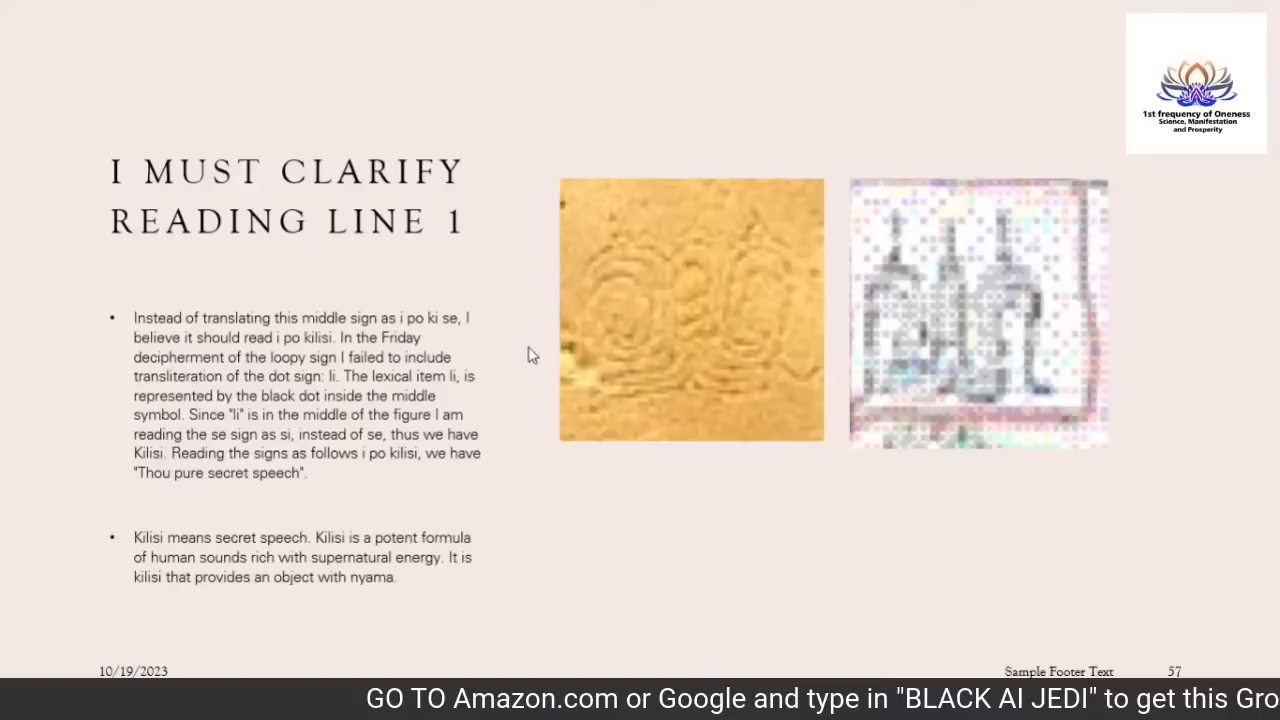 1st frequency of Oneness
Science, Manifestation
and Prosperity
I MUST CLARIFY
READING LINE 1
• Instead of translating this middle sign as i po ki se, I
believe it should read i po kilisi. In the Friday
decipherment of the loopy sign I failed to include
transliteration of the dot sign: li. The lexical item li, is
represented by the black dot inside the middle
symbol. Since "li" is in the middle of the figure I am
reading the se sign as si, instead of se, thus we have
Kilisi. Reading the signs as follows i po kilisi, we have
"Thou pure secret speech".
• Kilisi means secret speech. Kilisi is a potent formula
of human sounds rich with supernatural energy. It is
kilisi that provides an object with nyama.
10/19/2023
Sample Footer Text
57
GO TO Amazon.com or Google and type in "BLACK AI JEDI" to get this Gro